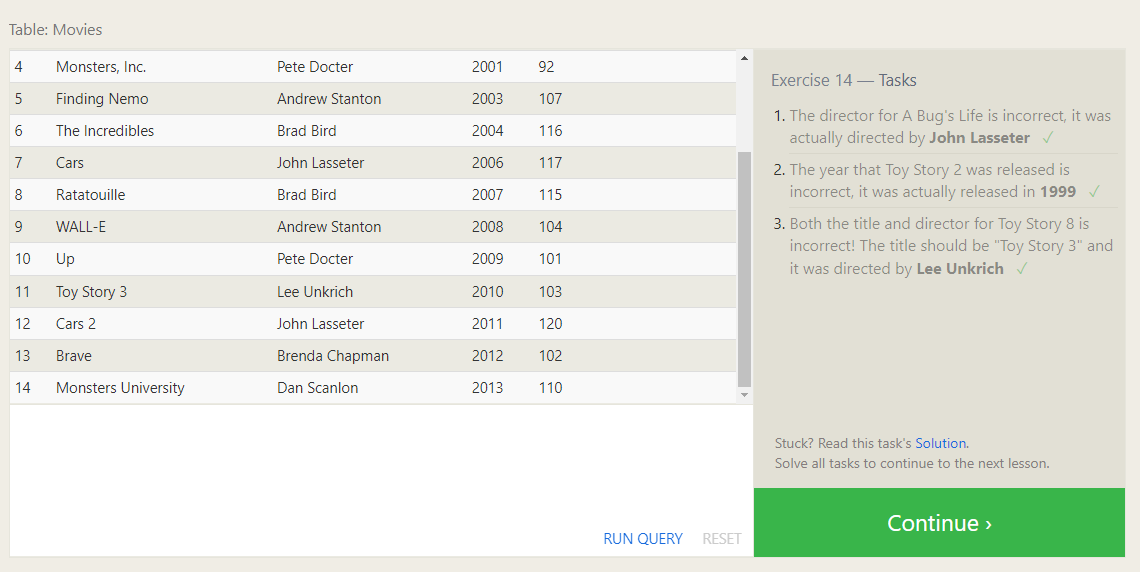 Table: Movies
4 Monsters, Inc. Pete Docter 2001 92
5 Finding Nemo Andrew Stanton 2003 107
6 The Incredibles Brad Bird 2004 116
7 Cars John Lasseter 2006 117
8 Ratatouille Brad Bird 2007 115
9 WALL-E Andrew Stanton 2008 104
10 Up Pete Docter 2009 101
11 Toy Story 3 Lee Unkrich 2010 103
12 Cars 2 John Lasseter 2011 120
13 Brave Brenda Chapman 2012 102
14 Monsters University Dan Scanlon 2013 110
RUN QUERY RESET
Exercise 14 — Tasks
1. The director for A Bug's Life is incorrect, it was
actually directed by John Lasseter ✓
2. The year that Toy Story 2 was released is
incorrect, it was actually released in 1999 ✓
3. Both the title and director for Toy Story 8 is
incorrect! The title should be "Toy Story 3" and
it was directed by Lee Unkrich ✓
Stuck? Read this task's Solution.
Solve all tasks to continue to the next lesson.
Continue ›